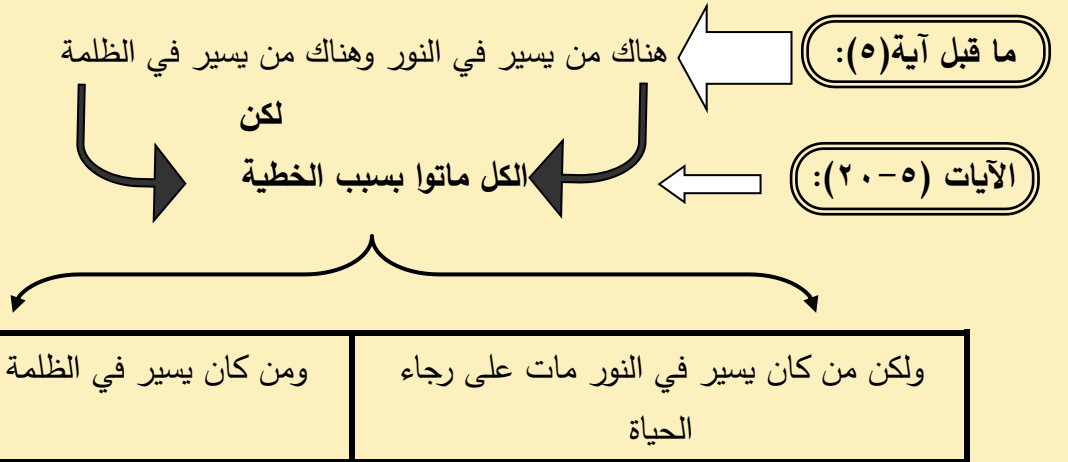 ما قبل آية(٥):
هناك من يسير في النور وهناك من يسير في الظلمة
لكن
الآيات (٥-٢٠):
الكل ماتوا بسبب الخطية
ولكن من كان يسير في النور مات على رجاء
الحياة
ومن كان يسير في الظلمة